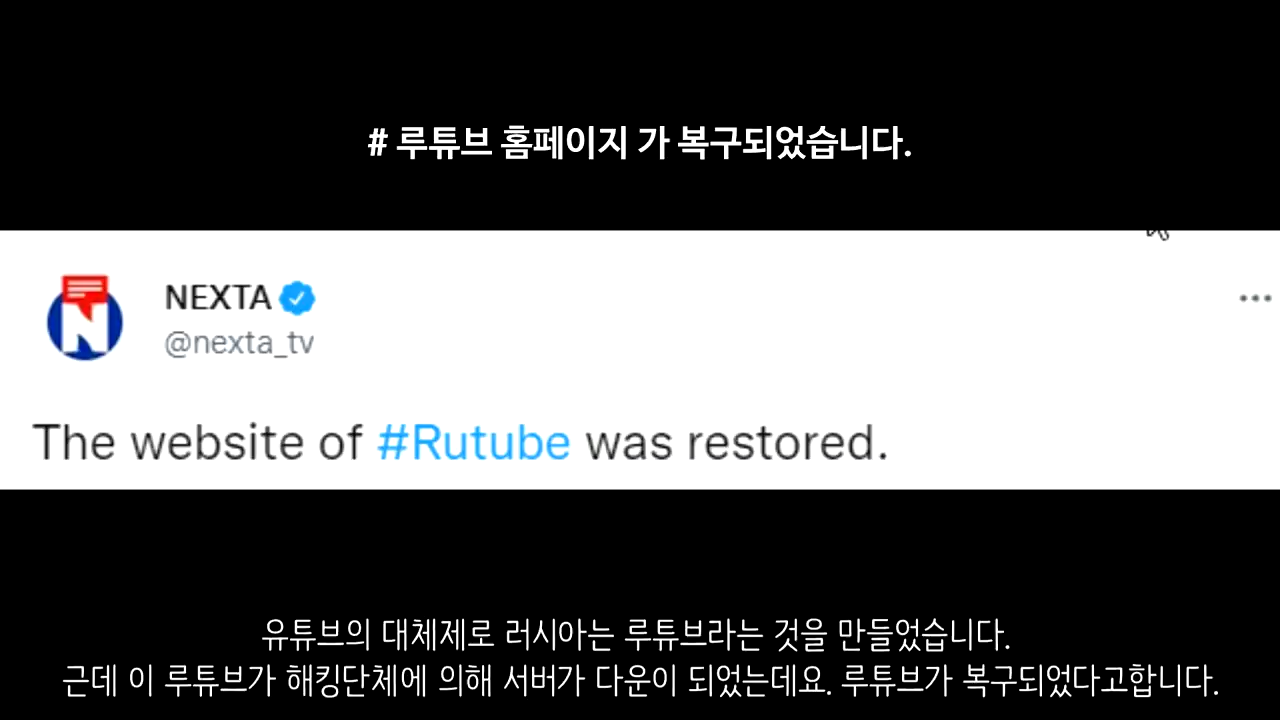 # 루튜브 홈페이지 가 복구되었습니다.
NEXTA
@nexta_tv
The website of #Rutube was restored.
유튜브의 대체제로 러시아는 루튜브라는 것을 만들었습니다.
근데 이 루튜브가 해킹단체에 의해 서버가 다운이 되었는데요. 루튜브가 복구되었다고합니다.